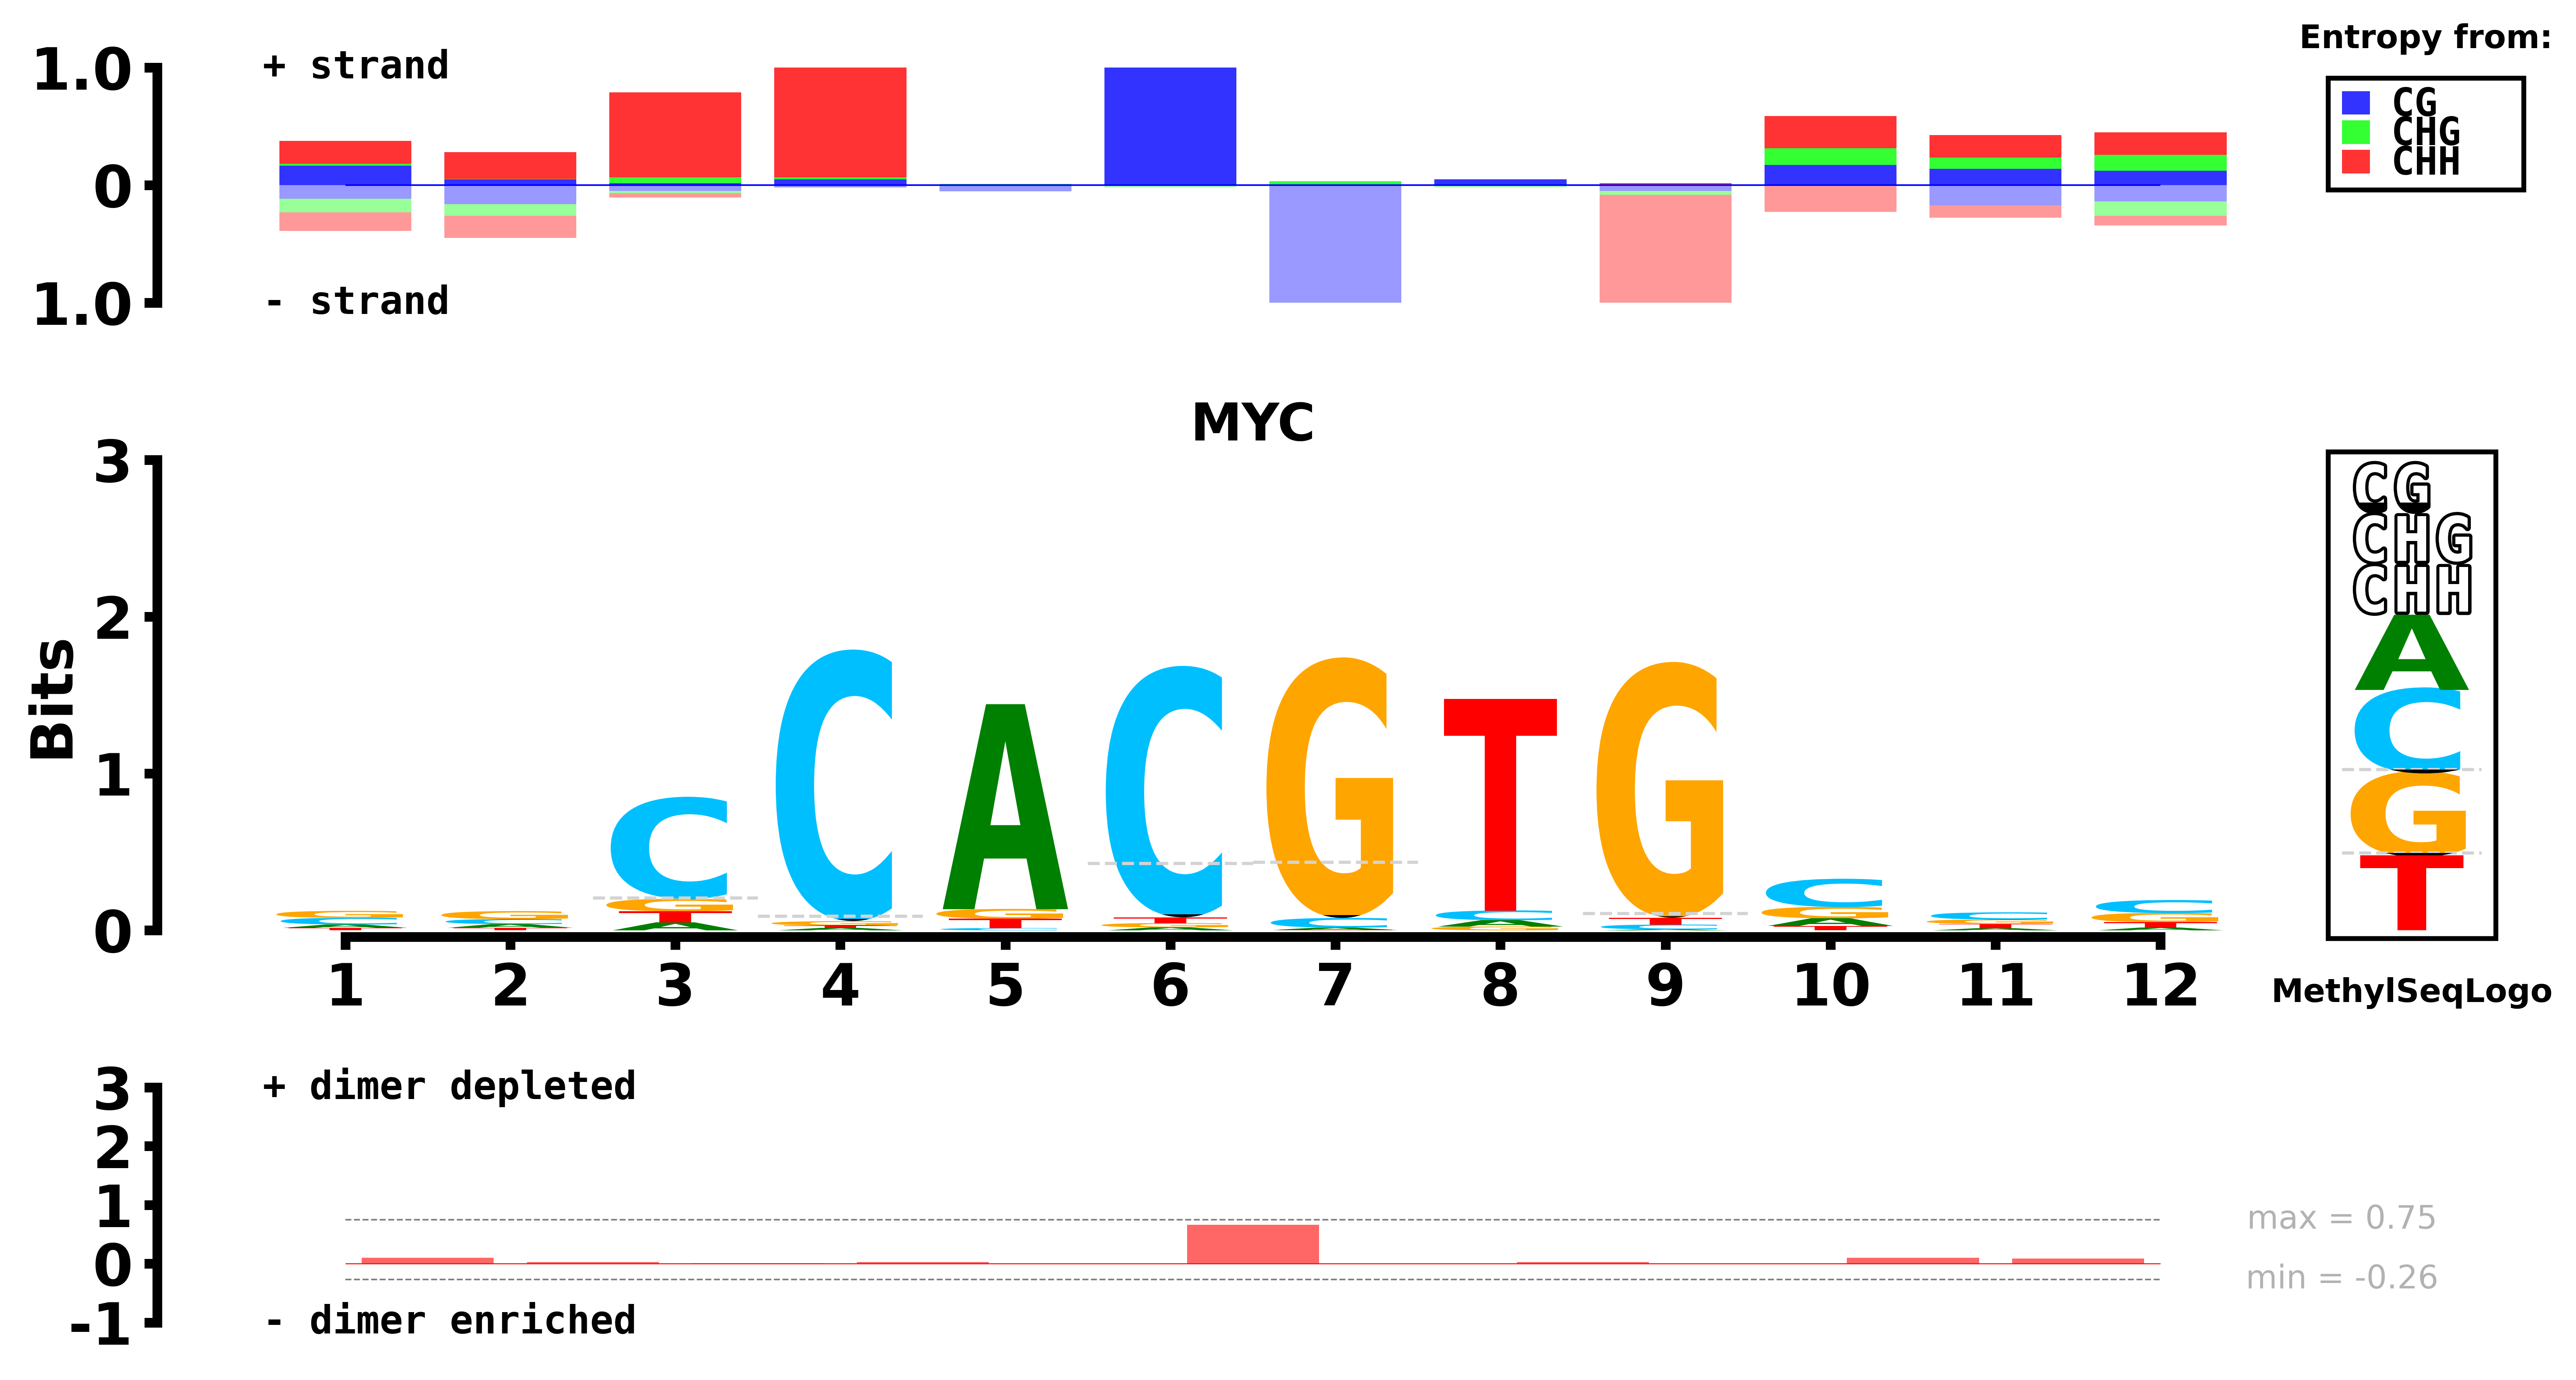 Entropy from:
1.0
+ strand
CG
CHG
CHH
0
1.0
- strand
MYC
3
2
1
0
Bits
CG
CHG
CHH
A
C
G
T
G
C
A
T
G
C
A
T
C
G
T
A
C
G
T
A
A
G
T
C
C
T
G
A
G
C
A
T
C
A
G
G
T
C
A
C
G
A
T
C
G
T
A
C
G
T
A
1 2 3 4 5 6 7 8 9 10 11 12
MethylSeqLogo
3
+ dimer depleted
2
1
max = 0.75
0
min = -0.26
-1
- dimer enriched